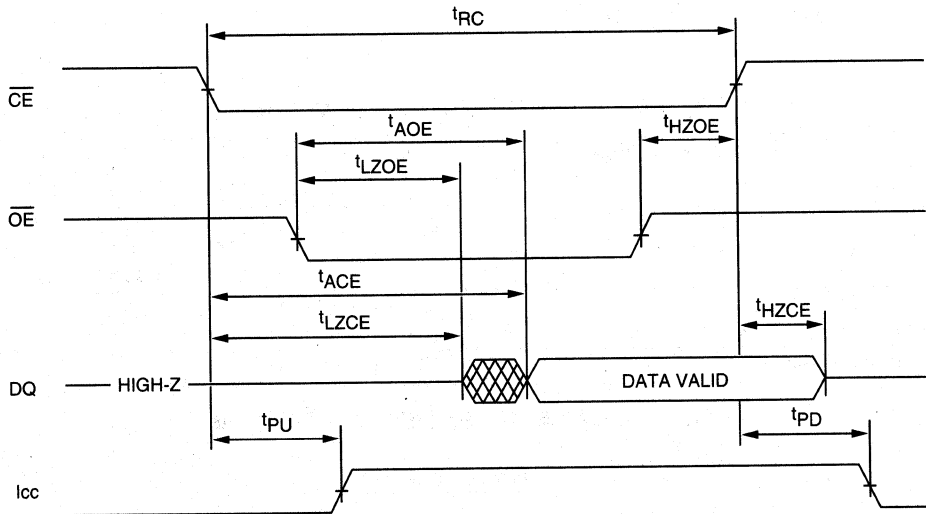 tRC
CE
tAOE
tHZOE
tLZOE
OE
tACE
tLZCE
tHZCE
DQ
HIGH-Z
DATA VALID
tPU
tPD
Icc